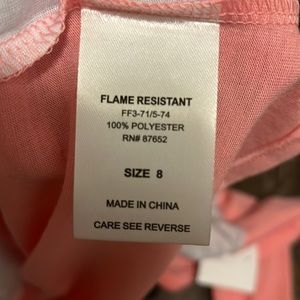 FLAME RESISTANT
FF3-71/5-74
100% POLYESTER
RN# 87652
SIZE 8
MADE IN CHINA
CARE SEE REVERSE